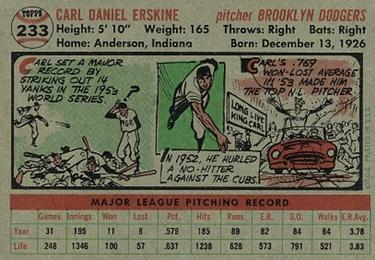 TOPPS
233
CARL DANIEL ERSKINE pitcher BROOKLYN DODGERS
Height: 5' 10" Weight: 165 Throws: Right Bats: Right
Home: Anderson, Indiana Born: December 13, 1926
CARL SET A MAJOR
RECORD BY
STRIKING OUT 14
YANKS IN THE 1953
WORLD SERIES.
MGR
IN 1952, HE HURLED
A NO-HITTER
AGAINST THE CUBS.
CARL'S .769
WON-LOST AVERAGE
IN '53 MADE HIM
THE TOP N.L. PITCHER
LONG LIVE
KING CARL
PRINTED IN U.S.A.
MAJOR LEAGUE PITCHING RECORD
Games Innings Won Lost Pct. Hits Runs E.R. S.O. Walks E.R.Avg.
Year 31 195 11 8 .579 185 89 82 84 64 3.78
Life 248 1346 100 57 .637 1238 628 573 791 521 3.83